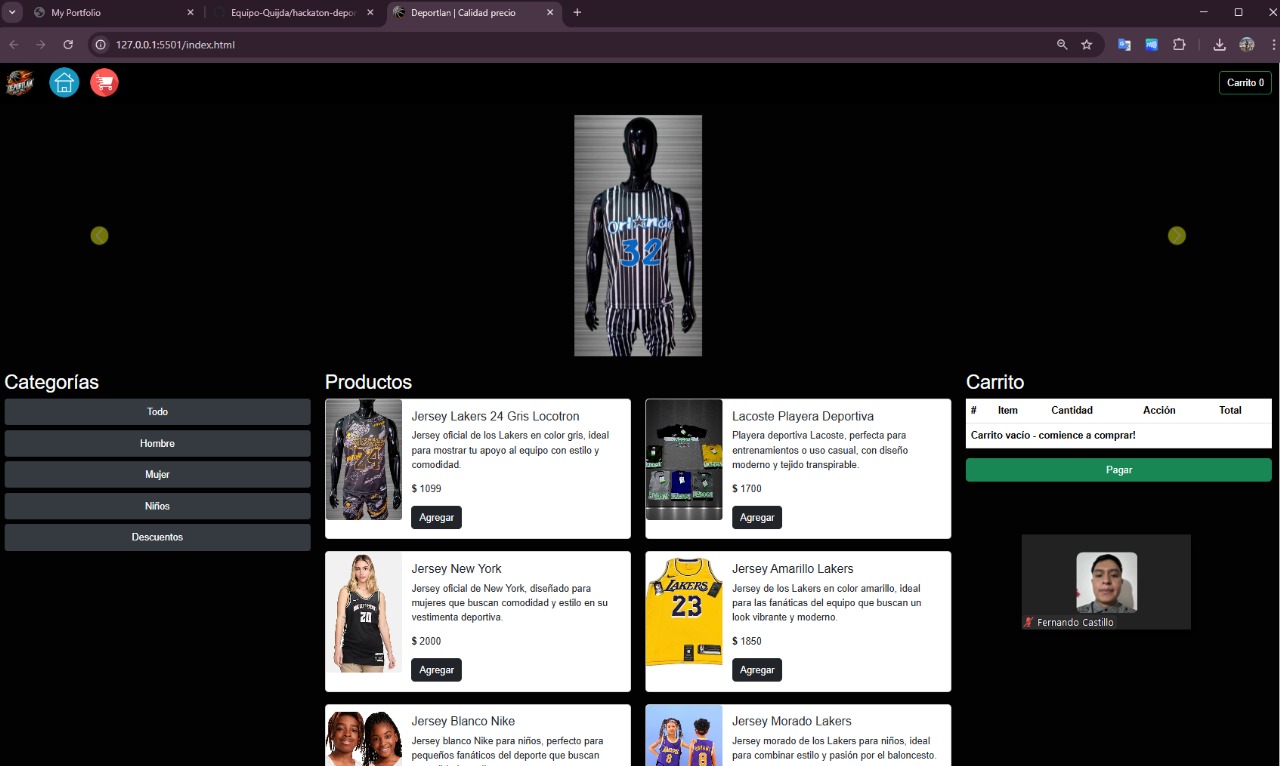 My Portfolio
Equipo-Quijda/hackaton-depor
Deportlan | Calidad precio
127.0.0.1:5501/index.html
DEPORTLAN
Carrito 0
Orlando
32
Categorías
Todo
Hombre
Mujer
Niños
Descuentos
Productos
24
Jersey Lakers 24 Gris Locotron
Jersey oficial de los Lakers en color gris, ideal
para mostrar tu apoyo al equipo con estilo y
comodidad.
$ 1099
Agregar
Lacoste Playera Deportiva
Playera deportiva Lacoste, perfecta para
entrenamientos o uso casual, con diseño
moderno y tejido transpirable.
$ 1700
Agregar
20
Jersey New York
Jersey oficial de New York, diseñado para
mujeres que buscan comodidad y estilo en su
vestimenta deportiva.
$ 2000
Agregar
LAKERS
23
Jersey Amarillo Lakers
Jersey de los Lakers en color amarillo, ideal
para las fanáticas del equipo que buscan un
look vibrante y moderno.
$ 1850
Agregar
Jersey Blanco Nike
Jersey blanco Nike para niños, perfecto para
pequeños fanáticos del deporte que buscan
8
8
Jersey Morado Lakers
Jersey morado de los Lakers para niños, ideal
para combinar estilo y pasión por el baloncesto.
Carrito
# Item Cantidad Acción Total
Carrito vacío - comience a comprar!
Pagar
Fernando Castillo